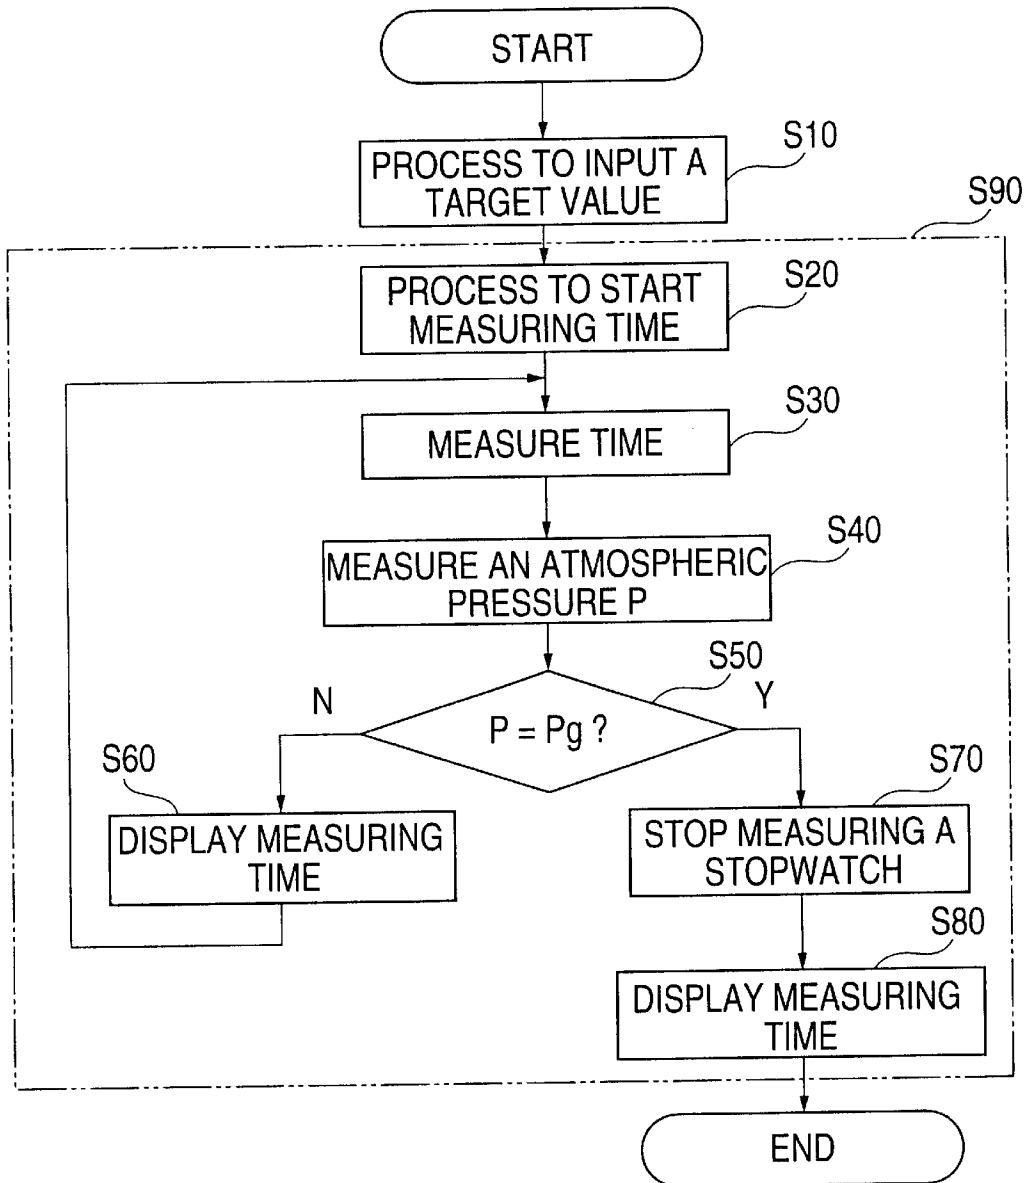 START
S10
PROCESS TO INPUT A
TARGET VALUE
S90
S20
PROCESS TO START
MEASURING TIME
S30
MEASURE TIME
S40
MEASURE AN ATMOSPHERIC
PRESSURE P
S50
N
Y
P = Pg ?
S60
DISPLAY MEASURING
TIME
S70
STOP MEASURING A
STOPWATCH
S80
DISPLAY MEASURING
TIME
END